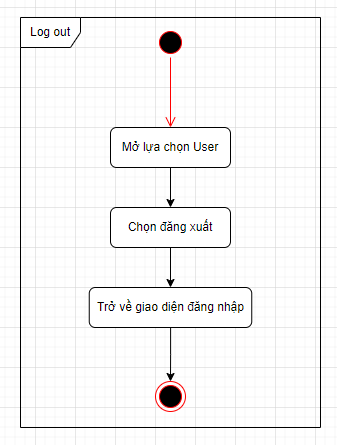 Log out
Mở lựa chọn User
Chọn đăng xuất
Trở về giao diện đăng nhập